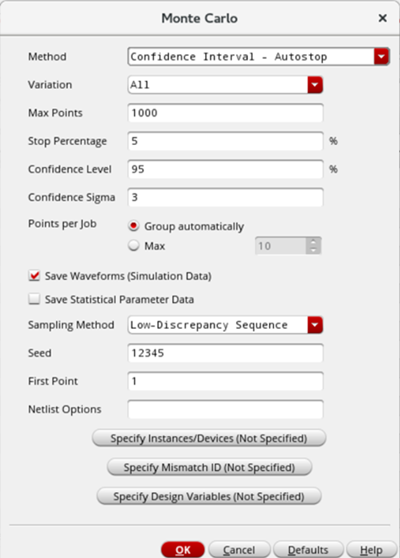 Monte Carlo
Method Confidence Interval - Autostop
Variation All
Max Points 1000
Stop Percentage 5 %
Confidence Level 95 %
Confidence Sigma 3
Points per Job Group automatically
Max 10
Save Waveforms (Simulation Data)
Save Statistical Parameter Data
Sampling Method Low-Discrepancy Sequence
Seed 12345
First Point 1
Netlist Options
Specify Instances/Devices (Not Specified)
Specify Mismatch ID (Not Specified)
Specify Design Variables (Not Specified)
OK Cancel Defaults Help